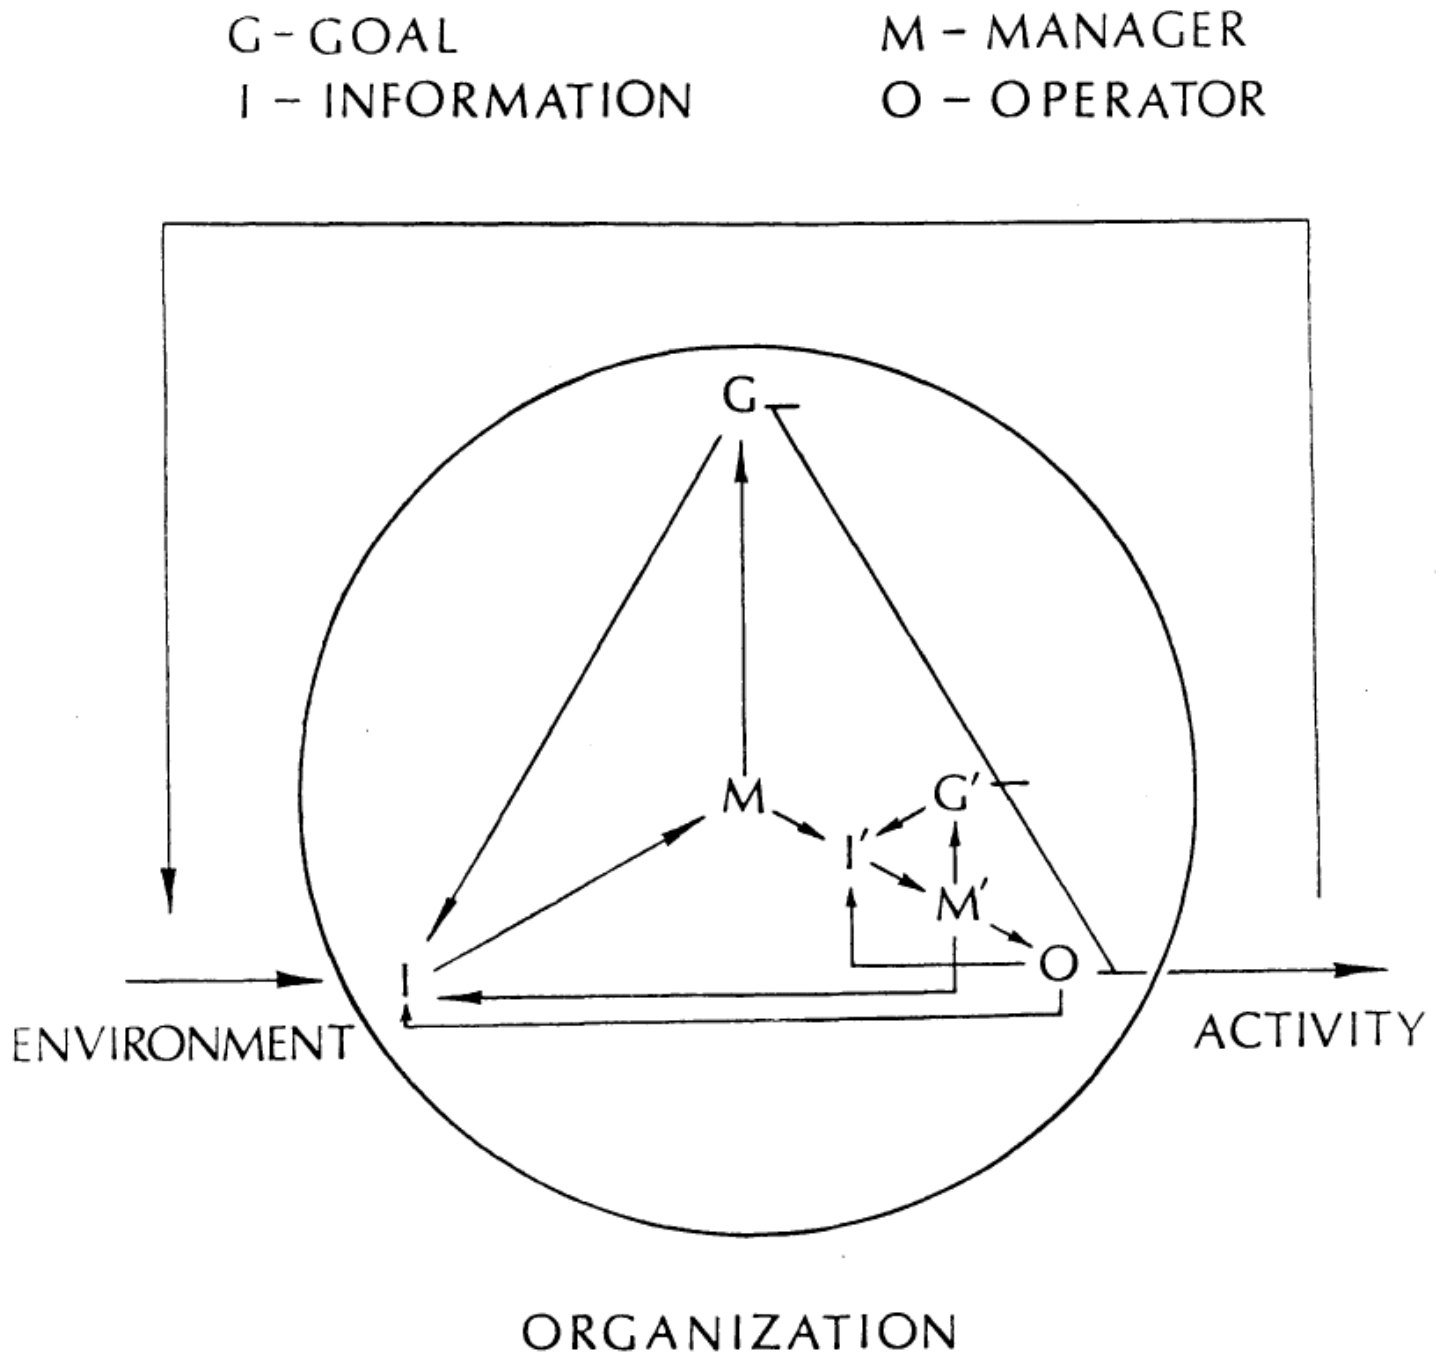 G – GOAL
M – MANAGER
I – INFORMATION
O – OPERATOR
G
M
G′
I′
M′
O
I
ENVIRONMENT
ACTIVITY
ORGANIZATION